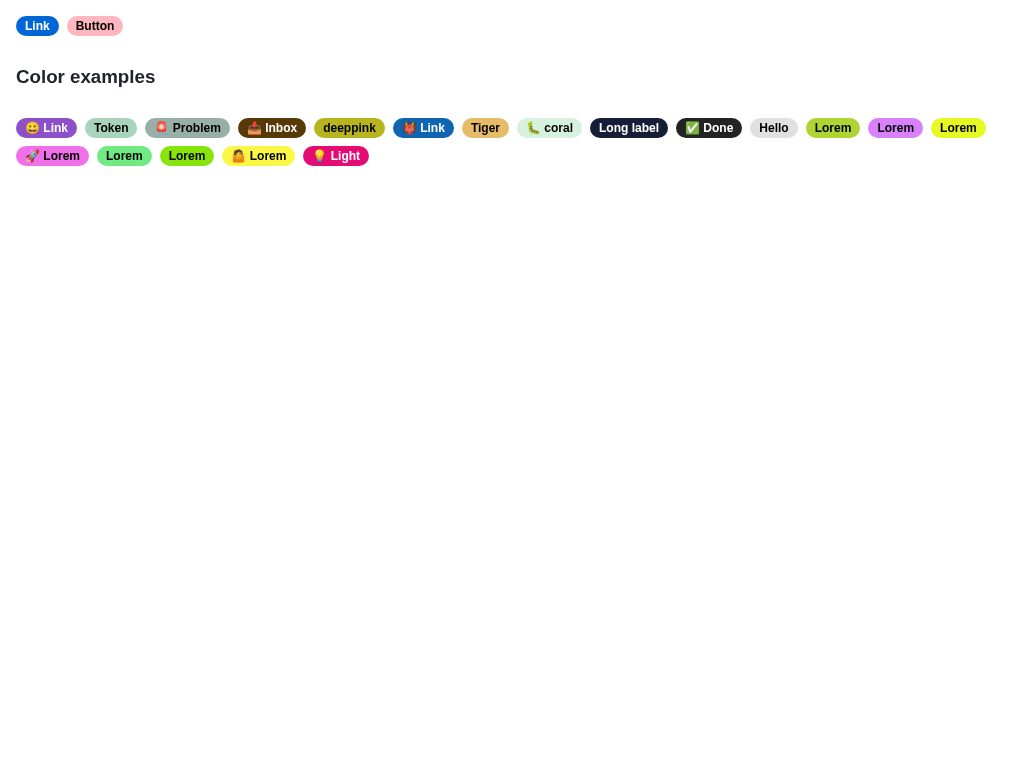 Link Button
Color examples
😀 Link Token 🚨 Problem 📥 Inbox deeppink 👹 Link Tiger 🐛 coral Long label ✅ Done Hello Lorem Lorem Lorem
🚀 Lorem Lorem Lorem 🤷 Lorem 💡 Light